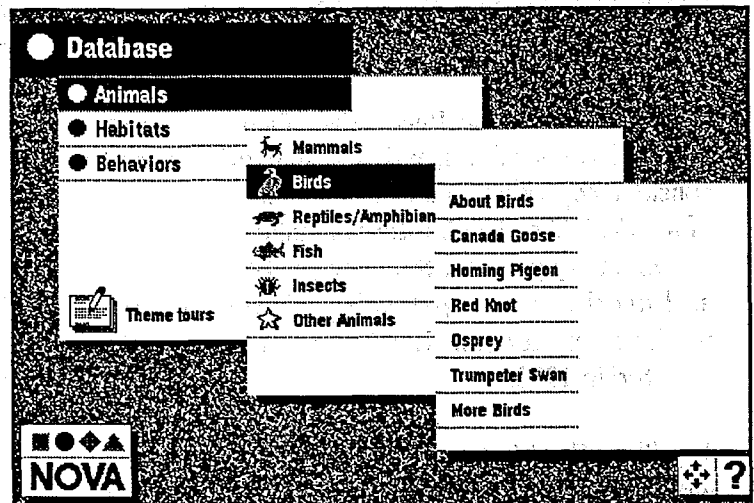 Database
Animals
Habitats
Behaviors
Theme tours
Mammals
Birds
Reptiles/Amphibian
Fish
Insects
Other Animals
About Birds
Canada Goose
Homing Pigeon
Red Knot
Osprey
Trumpeter Swan
More Birds
NOVA
?